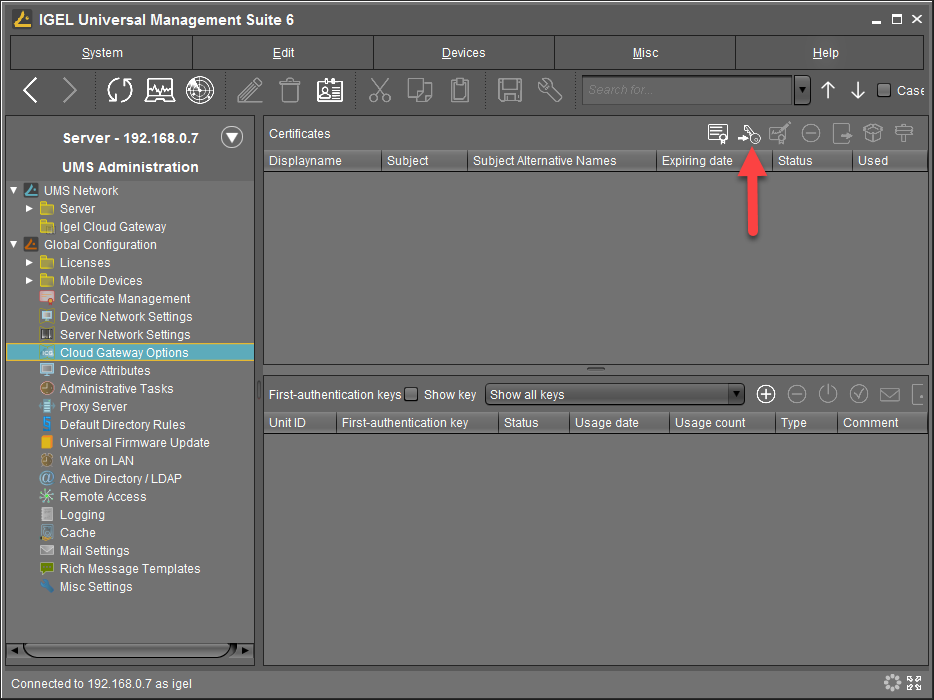 IGEL Universal Management Suite 6
System Edit Devices Misc Help
Search for... Case
Server - 192.168.0.7
UMS Administration
UMS Network
Server
Igel Cloud Gateway
Global Configuration
Licenses
Mobile Devices
Certificate Management
Device Network Settings
Server Network Settings
Cloud Gateway Options
Device Attributes
Administrative Tasks
Proxy Server
Default Directory Rules
Universal Firmware Update
Wake on LAN
Active Directory / LDAP
Remote Access
Logging
Cache
Mail Settings
Rich Message Templates
Misc Settings
Certificates
Displayname Subject Subject Alternative Names Expiring date Status Used
First-authentication keys Show key Show all keys
Unit ID First-authentication key Status Usage date Usage count Type Comment
Connected to 192.168.0.7 as igel